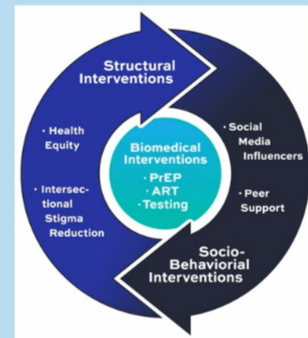 Structural
Interventions
· Health
Equity
· Intersec-
tional
Stigma
Reduction
Biomedical
Interventions
· PrEP
· ART
· Testing
· Social
Media
Influencers
· Peer
Support
Socio-
Behaviorial
Interventions